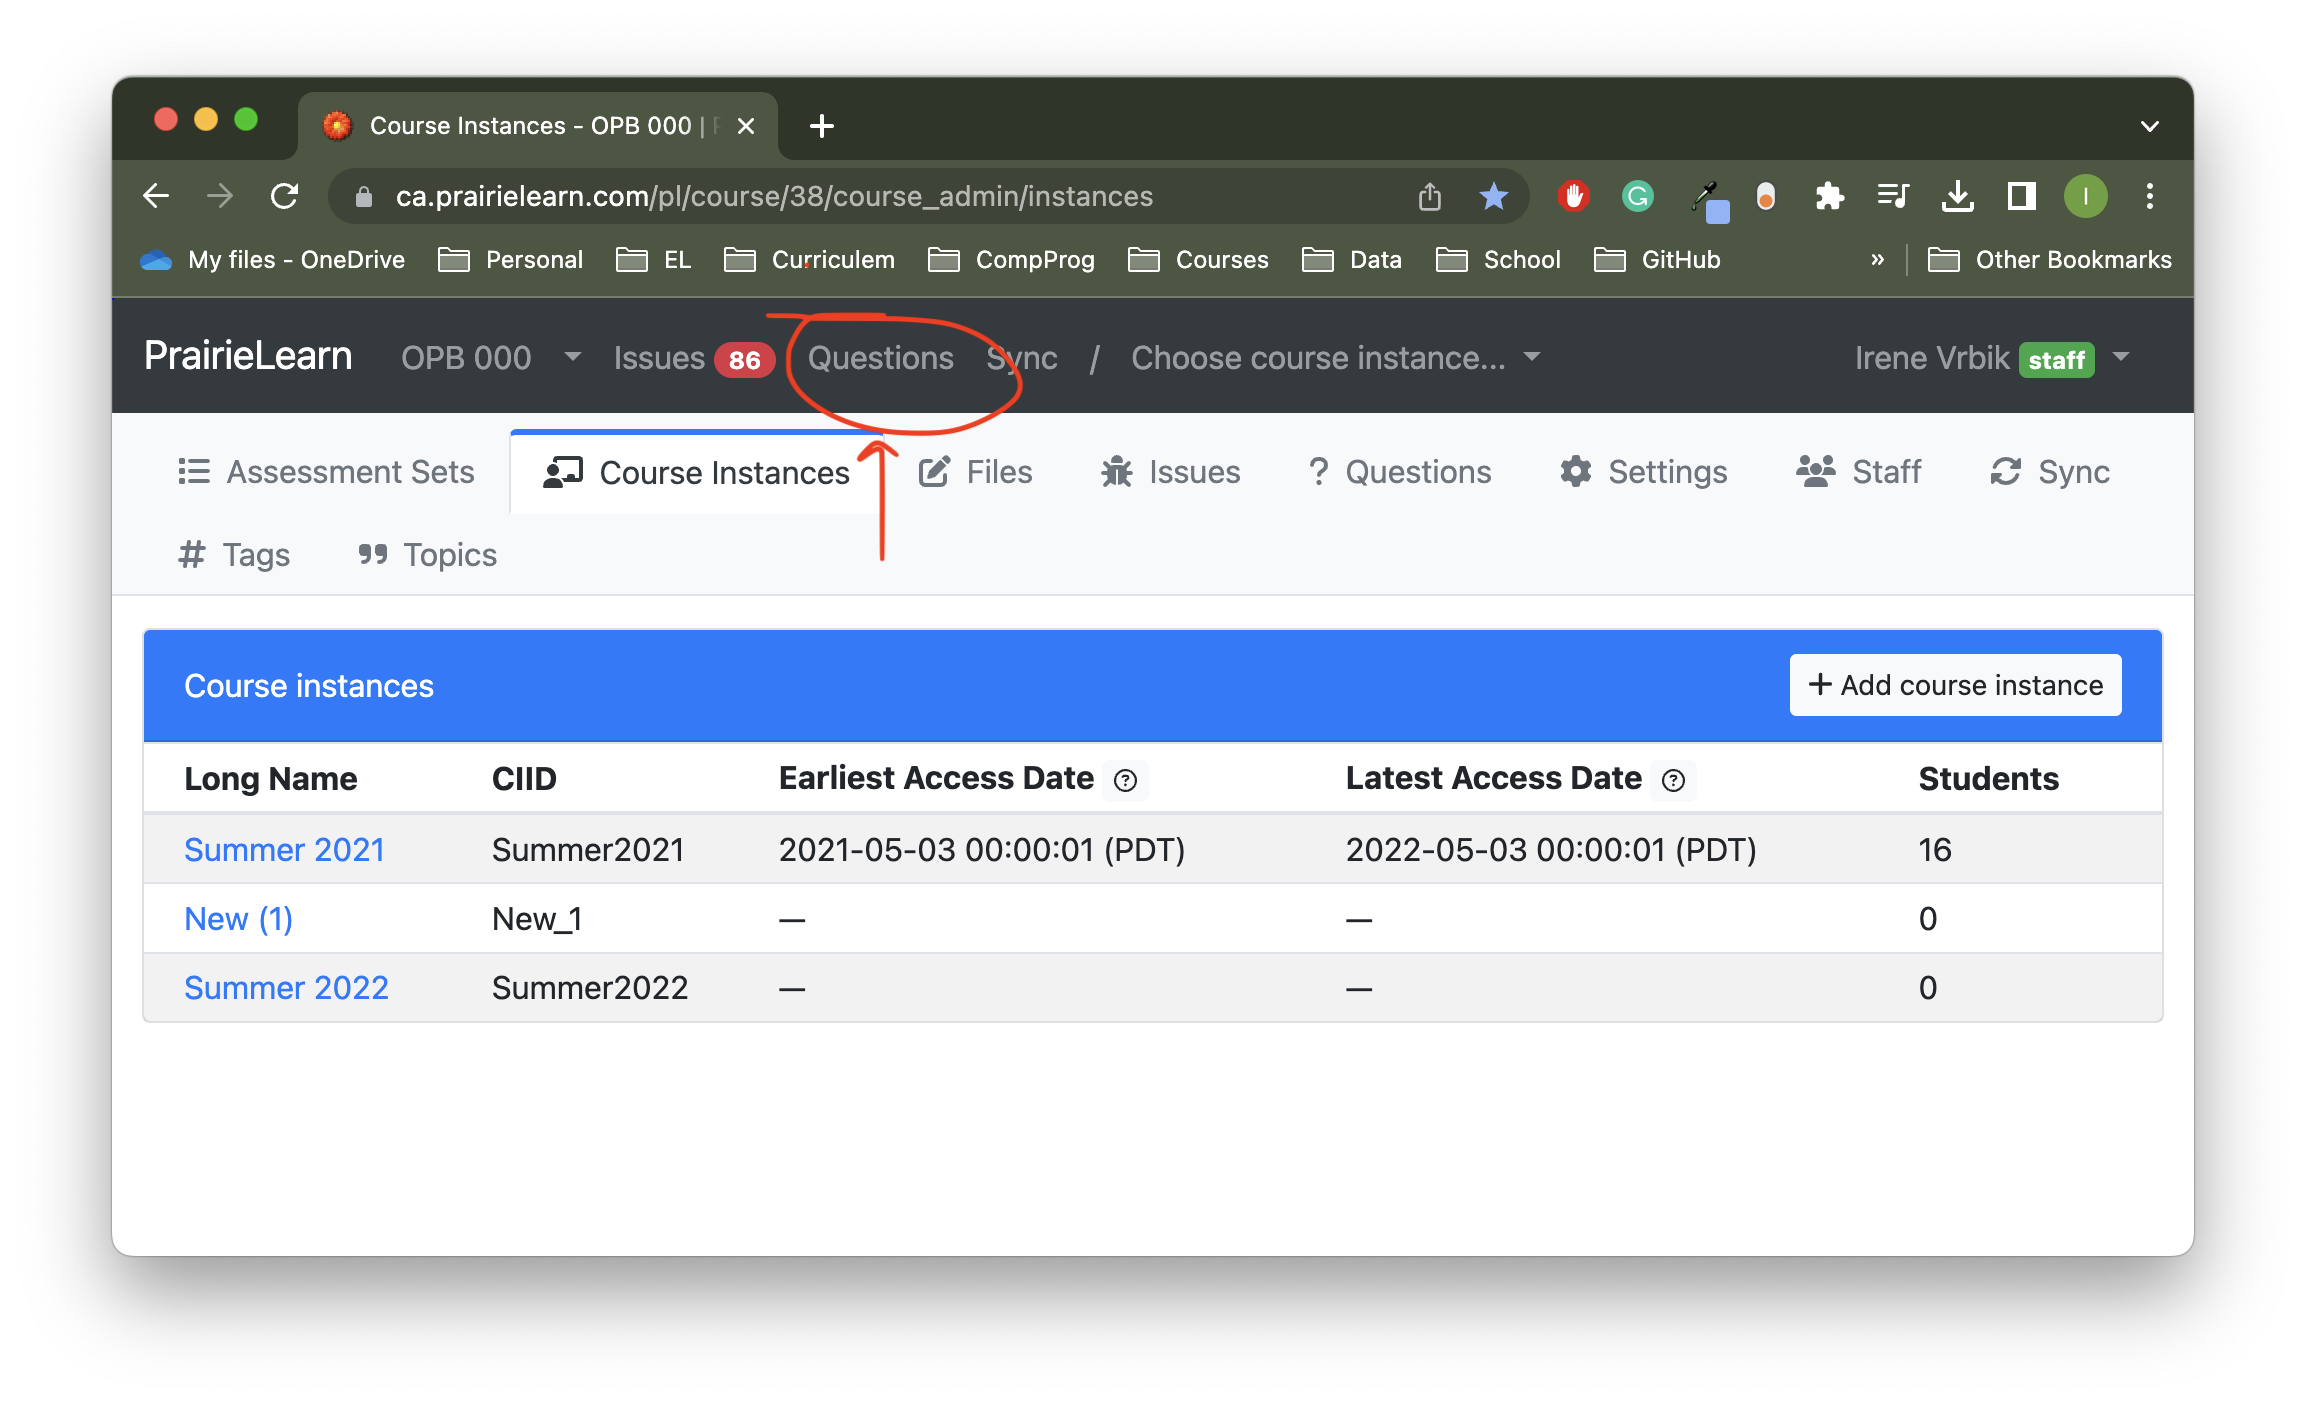 Course Instances - OPB 000 |
ca.prairielearn.com/pl/course/38/course_admin/instances
My files - OneDrive Personal EL Curriculem CompProg Courses Data School GitHub » Other Bookmarks
PrairieLearn OPB 000 Issues 86 Questions Sync / Choose course instance... Irene Vrbik staff
Assessment Sets Course Instances Files Issues ? Questions Settings Staff Sync
# Tags Topics
Course instances + Add course instance
Long Name CIID Earliest Access Date ? Latest Access Date ? Students
Summer 2021 Summer2021 2021-05-03 00:00:01 (PDT) 2022-05-03 00:00:01 (PDT) 16
New (1) New_1 — — 0
Summer 2022 Summer2022 — — 0